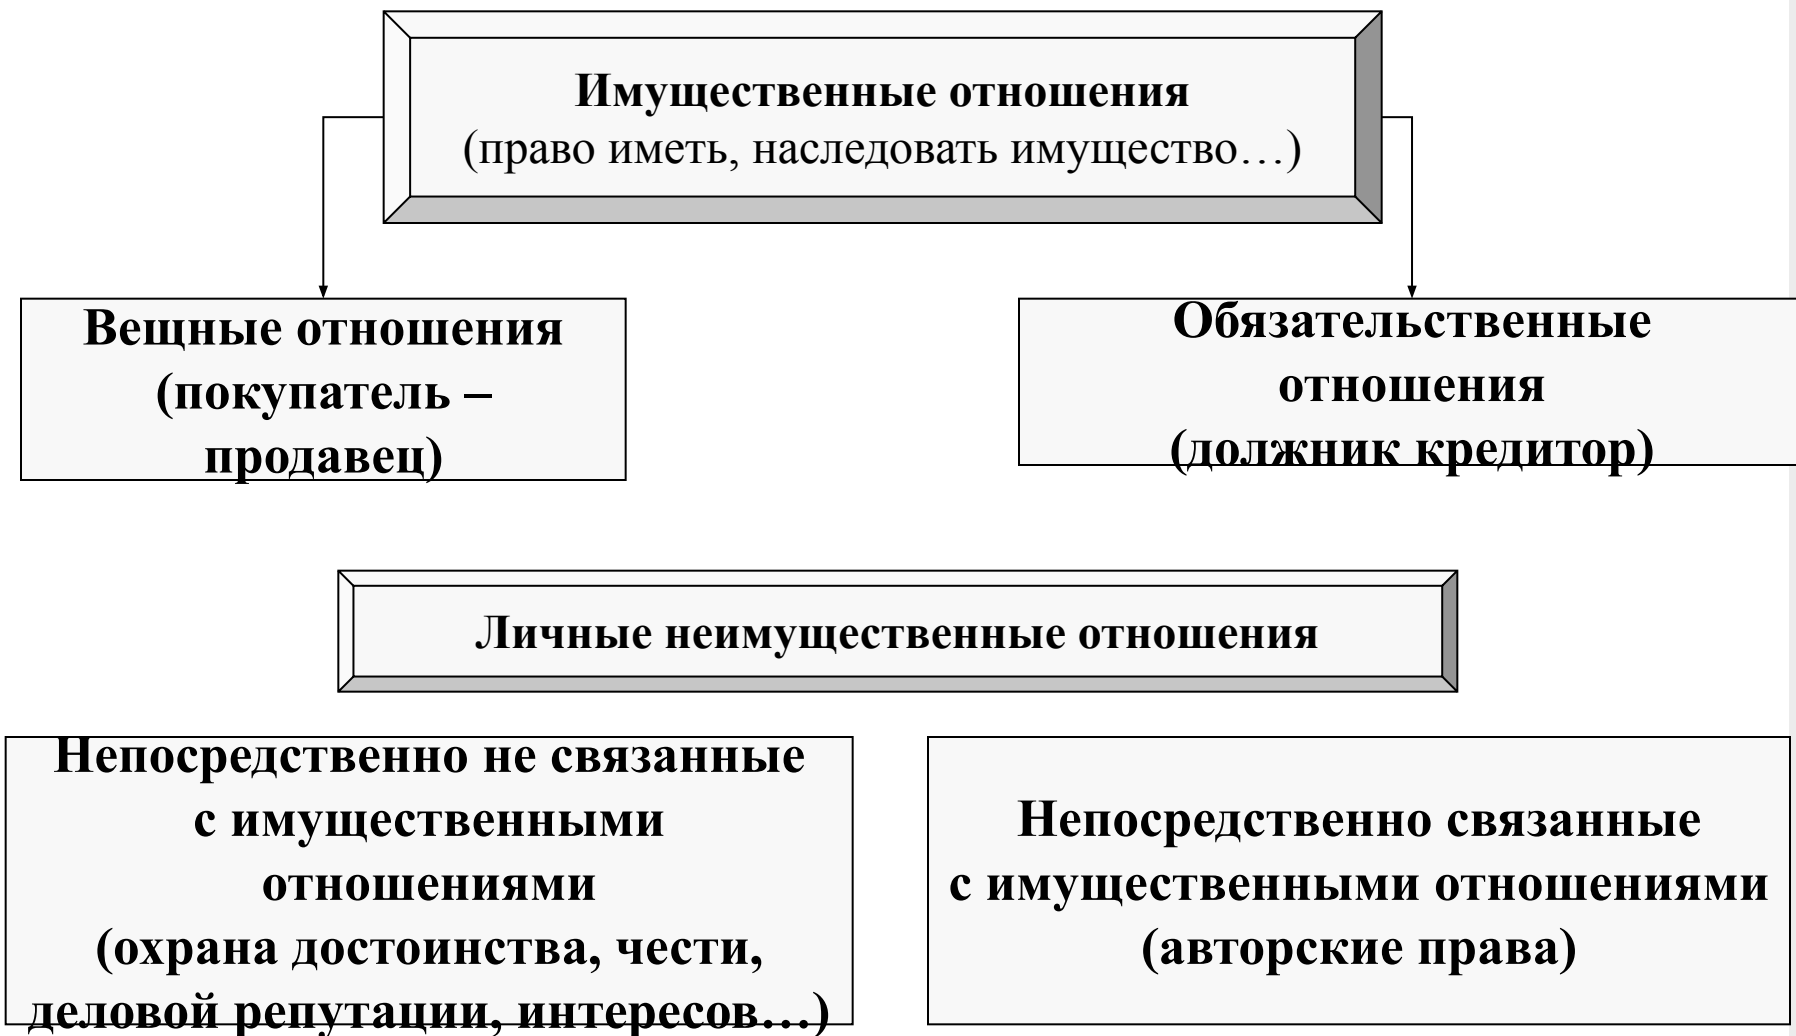 Имущественные отношения
(право иметь, наследовать имущество…)
Вещные отношения
(покупатель –
продавец)
Обязательственные
отношения
(должник кредитор)
Личные неимущественные отношения
Непосредственно не связанные
с имущественными
отношениями
(охрана достоинства, чести,
деловой репутации, интересов…)
Непосредственно связанные
с имущественными отношениями
(авторские права)